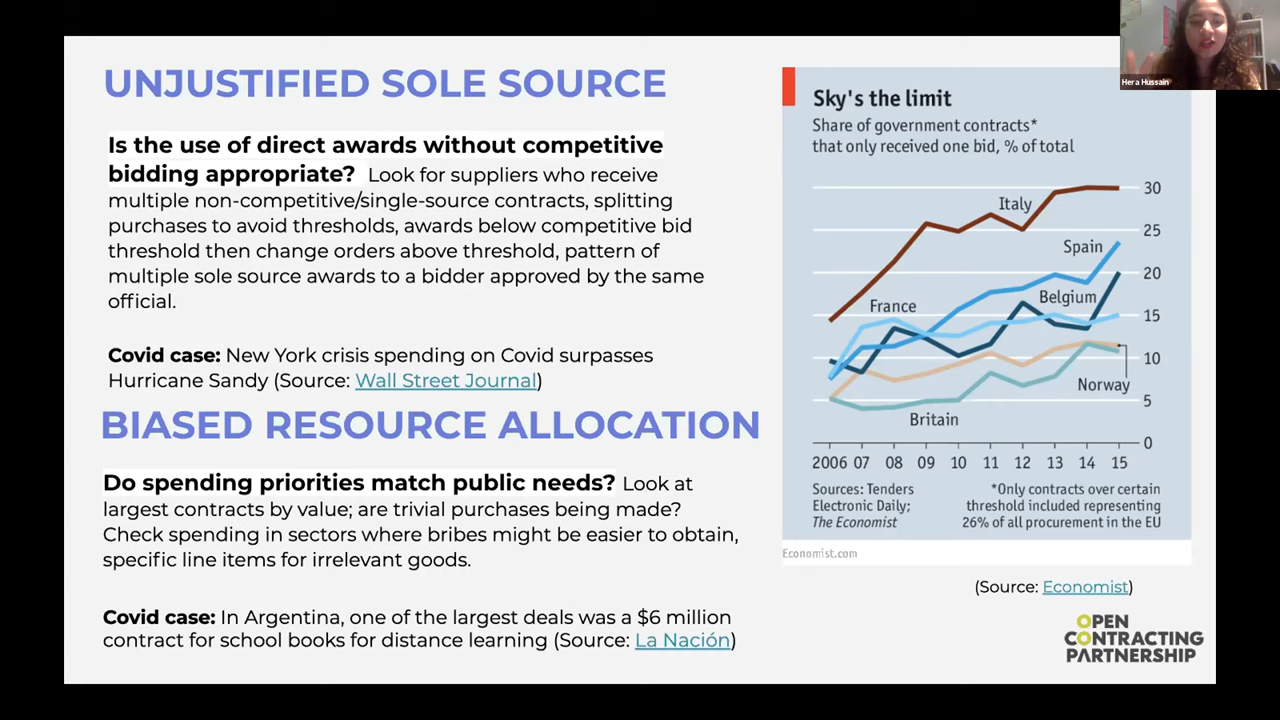 UNJUSTIFIED SOLE SOURCE
Is the use of direct awards without competitive
bidding appropriate? Look for suppliers who receive
multiple non-competitive/single-source contracts, splitting
purchases to avoid thresholds, awards below competitive bid
threshold then change orders above threshold, pattern of
multiple sole source awards to a bidder approved by the same
official.
Covid case: New York crisis spending on Covid surpasses
Hurricane Sandy (Source: Wall Street Journal)
BIASED RESOURCE ALLOCATION
Do spending priorities match public needs? Look at
largest contracts by value; are trivial purchases being made?
Check spending in sectors where bribes might be easier to obtain,
specific line items for irrelevant goods.
Covid case: In Argentina, one of the largest deals was a $6 million
contract for school books for distance learning (Source: La Nación)
Hera Hussain
Sky's the limit
Share of government contracts*
that only received one bid, % of total
30
Italy
25
Spain
20
Belgium
France
15
10
Norway
5
Britain
0
2006 07 08 09 10 11 12 13 14 15
Sources: Tenders
Electronic Daily;
The Economist
*Only contracts over certain
threshold included representing
26% of all procurement in the EU
Economist.com
(Source: Economist)
OPEN
CONTRACTING
PARTNERSHIP